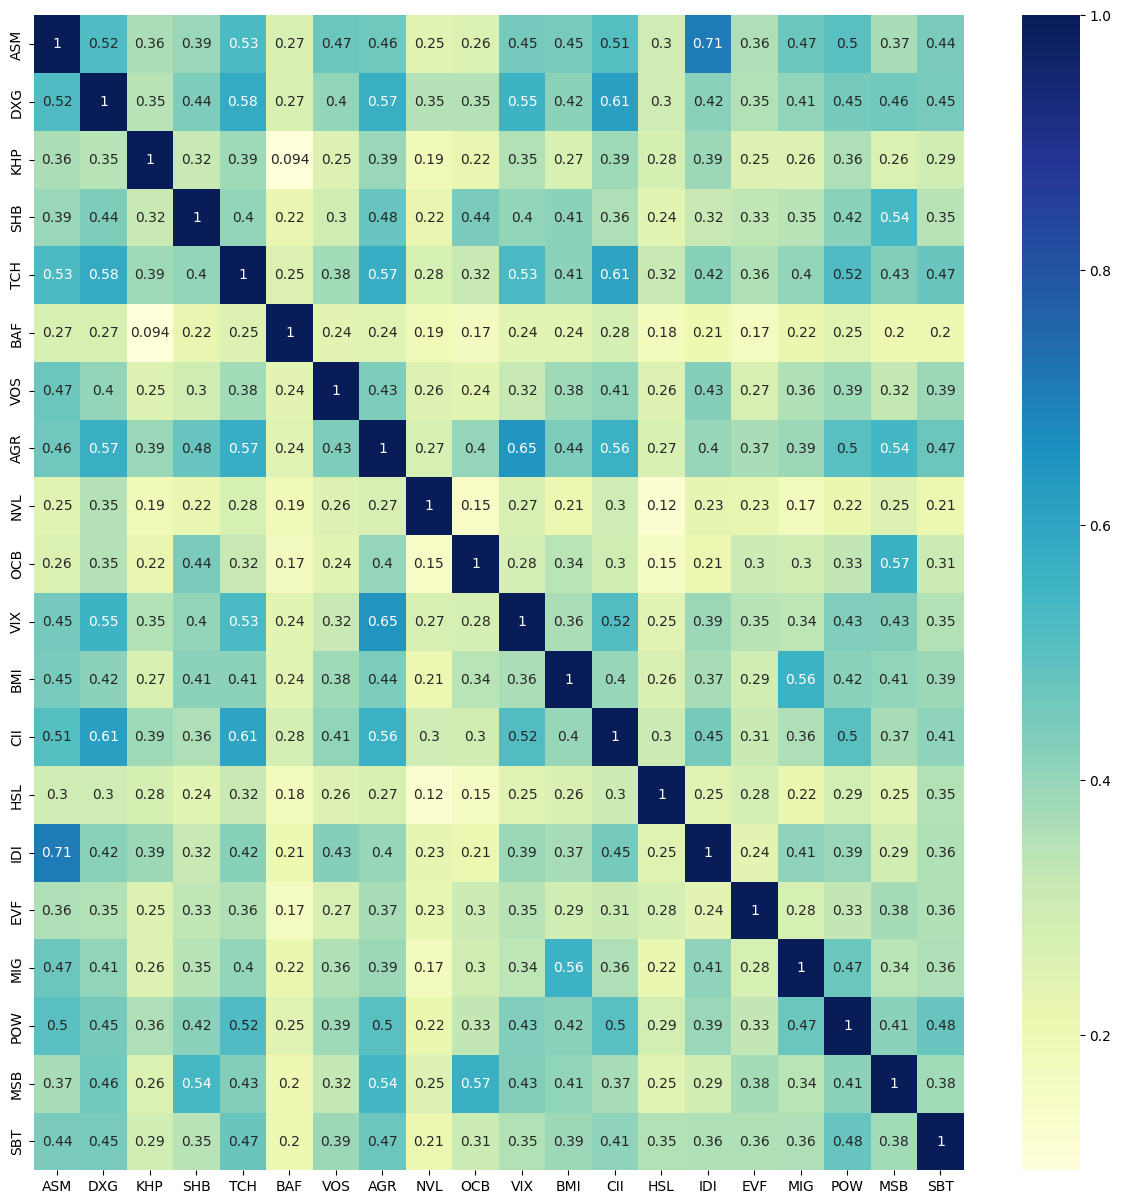 ASM 1 0.52 0.36 0.39 0.53 0.27 0.47 0.46 0.25 0.26 0.45 0.45 0.51 0.3 0.71 0.36 0.47 0.5 0.37 0.44
DXG 0.52 1 0.35 0.44 0.58 0.27 0.4 0.57 0.35 0.35 0.55 0.42 0.61 0.3 0.42 0.35 0.41 0.45 0.46 0.45
KHP 0.36 0.35 1 0.32 0.39 0.094 0.25 0.39 0.19 0.22 0.35 0.27 0.39 0.28 0.39 0.25 0.26 0.36 0.26 0.29
SHB 0.39 0.44 0.32 1 0.4 0.22 0.3 0.48 0.22 0.44 0.4 0.41 0.36 0.24 0.32 0.33 0.35 0.42 0.54 0.35
TCH 0.53 0.58 0.39 0.4 1 0.25 0.38 0.57 0.28 0.32 0.53 0.41 0.61 0.32 0.42 0.36 0.4 0.52 0.43 0.47
BAF 0.27 0.27 0.094 0.22 0.25 1 0.24 0.24 0.19 0.17 0.24 0.24 0.28 0.18 0.21 0.17 0.22 0.25 0.2 0.2
VOS 0.47 0.4 0.25 0.3 0.38 0.24 1 0.43 0.26 0.24 0.32 0.38 0.41 0.26 0.43 0.27 0.36 0.39 0.32 0.39
AGR 0.46 0.57 0.39 0.48 0.57 0.24 0.43 1 0.27 0.4 0.65 0.44 0.56 0.27 0.4 0.37 0.39 0.5 0.54 0.47
NVL 0.25 0.35 0.19 0.22 0.28 0.19 0.26 0.27 1 0.15 0.27 0.21 0.3 0.12 0.23 0.23 0.17 0.22 0.25 0.21
OCB 0.26 0.35 0.22 0.44 0.32 0.17 0.24 0.4 0.15 1 0.28 0.34 0.3 0.15 0.21 0.3 0.3 0.33 0.57 0.31
VIX 0.45 0.55 0.35 0.4 0.53 0.24 0.32 0.65 0.27 0.28 1 0.36 0.52 0.25 0.39 0.35 0.34 0.43 0.43 0.35
BMI 0.45 0.42 0.27 0.41 0.41 0.24 0.38 0.44 0.21 0.34 0.36 1 0.4 0.26 0.37 0.29 0.56 0.42 0.41 0.39
CII 0.51 0.61 0.39 0.36 0.61 0.28 0.41 0.56 0.3 0.3 0.52 0.4 1 0.3 0.45 0.31 0.36 0.5 0.37 0.41
HSL 0.3 0.3 0.28 0.24 0.32 0.18 0.26 0.27 0.12 0.15 0.25 0.26 0.3 1 0.25 0.28 0.22 0.29 0.25 0.35
IDI 0.71 0.42 0.39 0.32 0.42 0.21 0.43 0.4 0.23 0.21 0.39 0.37 0.45 0.25 1 0.24 0.41 0.39 0.29 0.36
EVF 0.36 0.35 0.25 0.33 0.36 0.17 0.27 0.37 0.23 0.3 0.35 0.29 0.31 0.28 0.24 1 0.28 0.33 0.38 0.36
MIG 0.47 0.41 0.26 0.35 0.4 0.22 0.36 0.39 0.17 0.3 0.34 0.56 0.36 0.22 0.41 0.28 1 0.47 0.34 0.36
POW 0.5 0.45 0.36 0.42 0.52 0.25 0.39 0.5 0.22 0.33 0.43 0.42 0.5 0.29 0.39 0.33 0.47 1 0.41 0.48
MSB 0.37 0.46 0.26 0.54 0.43 0.2 0.32 0.54 0.25 0.57 0.43 0.41 0.37 0.25 0.29 0.38 0.34 0.41 1 0.38
SBT 0.44 0.45 0.29 0.35 0.47 0.2 0.39 0.47 0.21 0.31 0.35 0.39 0.41 0.35 0.36 0.36 0.36 0.48 0.38 1
ASM DXG KHP SHB TCH BAF VOS AGR NVL OCB VIX BMI CII HSL IDI EVF MIG POW MSB SBT
1.0
0.8
0.6
0.4
0.2